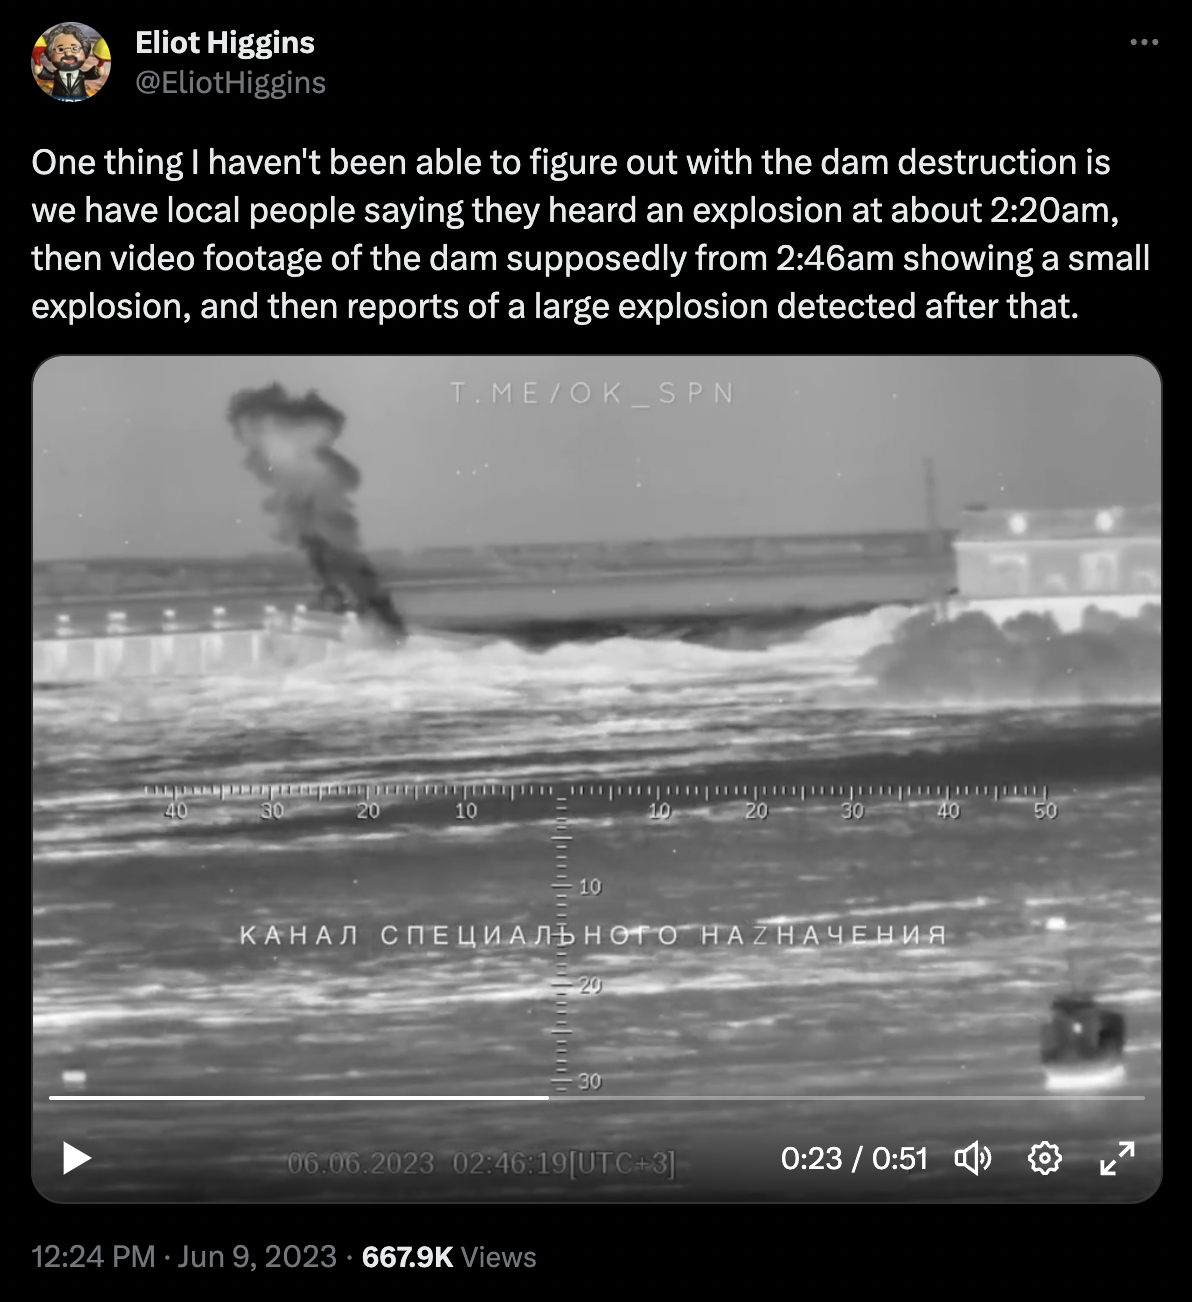 Eliot Higgins
@EliotHiggins
One thing I haven't been able to figure out with the dam destruction is
we have local people saying they heard an explosion at about 2:20am,
then video footage of the dam supposedly from 2:46am showing a small
explosion, and then reports of a large explosion detected after that.
T.ME/OK_SPN
40 30 20 10 10 20 30 40 50
10
КАНАЛ СПЕЦИАЛЬНОГО НАZНАЧЕНИЯ
20
30
06.06.2023 02:46:19[UTC+3]
0:23 / 0:51
12:24 PM · Jun 9, 2023 · 667.9K Views